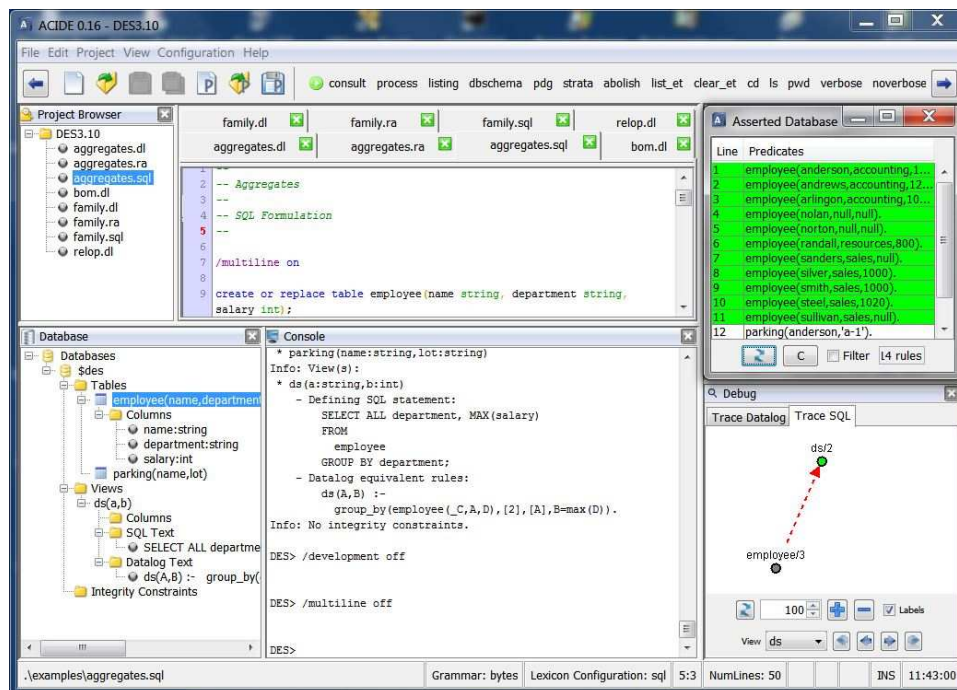 ACIDE 0.16 - DES3.10
File Edit Project View Configuration Help
consult process listing dbschema pdg strata abolish list_et clear_et cd ls pwd verbose noverbose
Project Browser
DES3.10
aggregates.dl
aggregates.ra
aggregates.sql
bom.dl
family.dl
family.ra
family.sql
relop.dl
family.dl family.ra family.sql relop.dl
aggregates.dl aggregates.ra aggregates.sql bom.dl
1 --
2 -- Aggregates
3 --
4 -- SQL Formulation
5 --
6
7 /multiline on
8
9 create or replace table employee(name string, department string,
salary int);
Asserted Database
Line Predicates
1 employee(anderson,accounting,1...
2 employee(andrews,accounting,12...
3 employee(arlingon,accounting,10...
4 employee(nolan,null,null).
5 employee(norton,null,null).
6 employee(randall,resources,800).
7 employee(sanders,sales,null).
8 employee(silver,sales,1000).
9 employee(smith,sales,1000).
10 employee(steel,sales,1020).
11 employee(sullivan,sales,null).
12 parking(anderson,'a-1').
C Filter 14 rules
Database
Databases
$des
Tables
employee(name,department
Columns
name:string
department:string
salary:int
parking(name,lot)
Views
ds(a,b)
Columns
SQL Text
SELECT ALL departme
Datalog Text
ds(A,B) :- group_by(
Integrity Constraints
Console
* parking(name:string,lot:string)
Info: View(s):
* ds(a:string,b:int)
- Defining SQL statement:
SELECT ALL department, MAX(salary)
FROM
employee
GROUP BY department;
- Datalog equivalent rules:
ds(A,B) :-
group_by(employee(_C,A,D),[2],[A],B=max(D)).
Info: No integrity constraints.
DES> /development off
DES> /multiline off
DES>
Debug
Trace Datalog Trace SQL
ds/2
employee/3
100 Labels
View ds
.\examples\aggregates.sql Grammar: bytes Lexicon Configuration: sql 5:3 NumLines: 50 INS 11:43:00